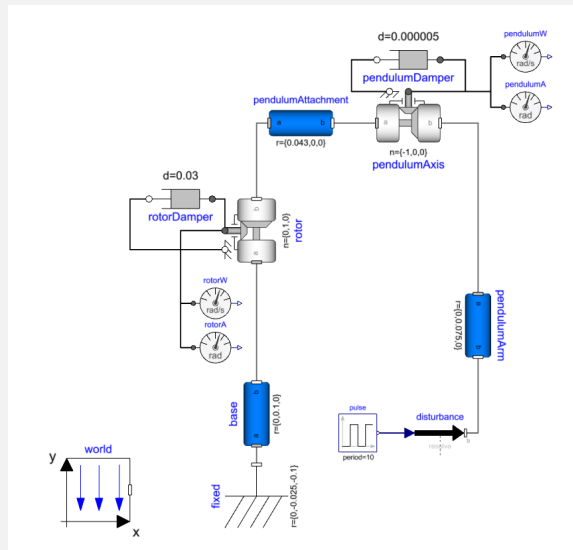 pendulumW
d=0.000005
rad/s
pendulumDamper
pendulumA
pendulumAttachment
rad
a
b
a
b
r={0.043,0,0}
n={-1,0,0}
pendulumAxis
d=0.03
rotorDamper
b
a
n={0,1,0}
rotor
rotorW
rad/s
rotorA
rad
r={0,0.075,0}
pendulumArm
base
r={0,0.1,0}
pulse
period=10
disturbance
resolve
b
world
y
x
fixed
r={0,-0.025,-0.1}